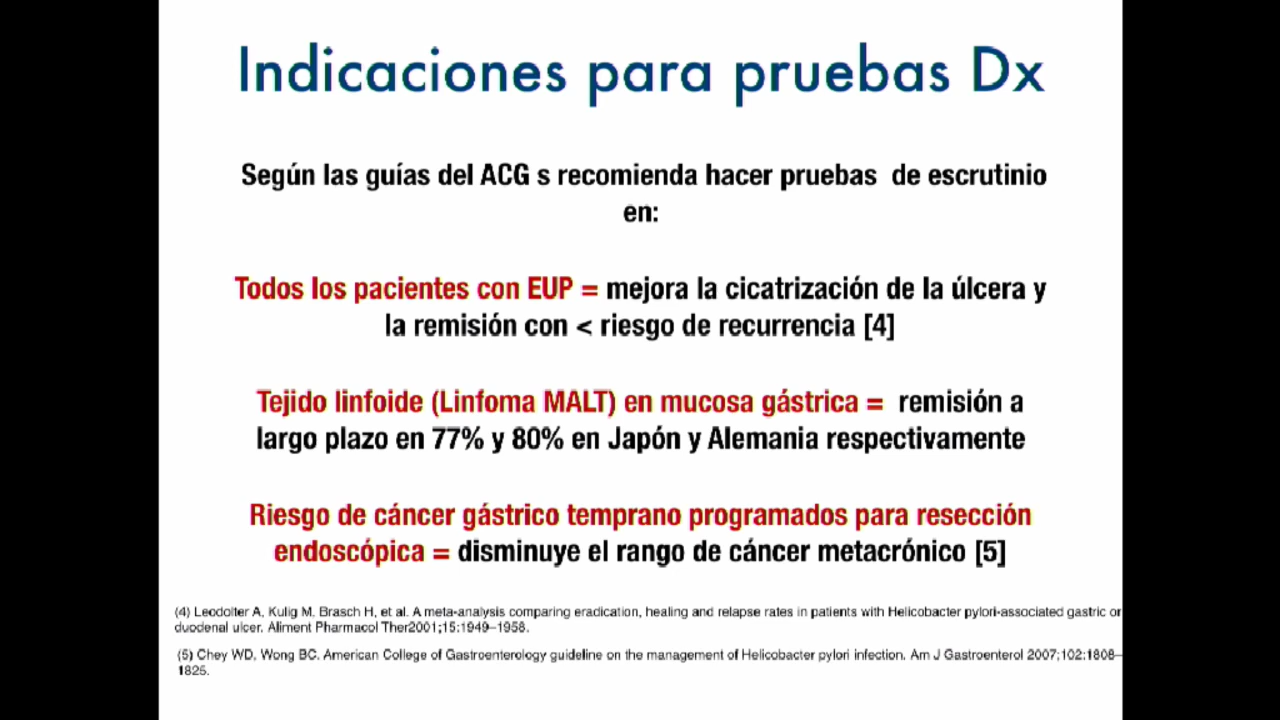 Indicaciones para pruebas Dx
Según las guías del ACG s recomienda hacer pruebas de escrutinio
en:
Todos los pacientes con EUP = mejora la cicatrización de la úlcera y
la remisión con < riesgo de recurrencia [4]
Tejido linfoide (Linfoma MALT) en mucosa gástrica = remisión a
largo plazo en 77% y 80% en Japón y Alemania respectivamente
Riesgo de cáncer gástrico temprano programados para resección
endoscópica = disminuye el rango de cáncer metacrónico [5]
(4) Leodolter A, Kulig M, Brasch H, et al. A meta-analysis comparing eradication, healing and relapse rates in patients with Helicobacter pylori-associated gastric or
duodenal ulcer. Aliment Pharmacol Ther2001;15:1949–1958.
(5) Chey WD, Wong BC. American College of Gastroenterology guideline on the management of Helicobacter pylori infection. Am J Gastroenterol 2007;102:1808–
1825.